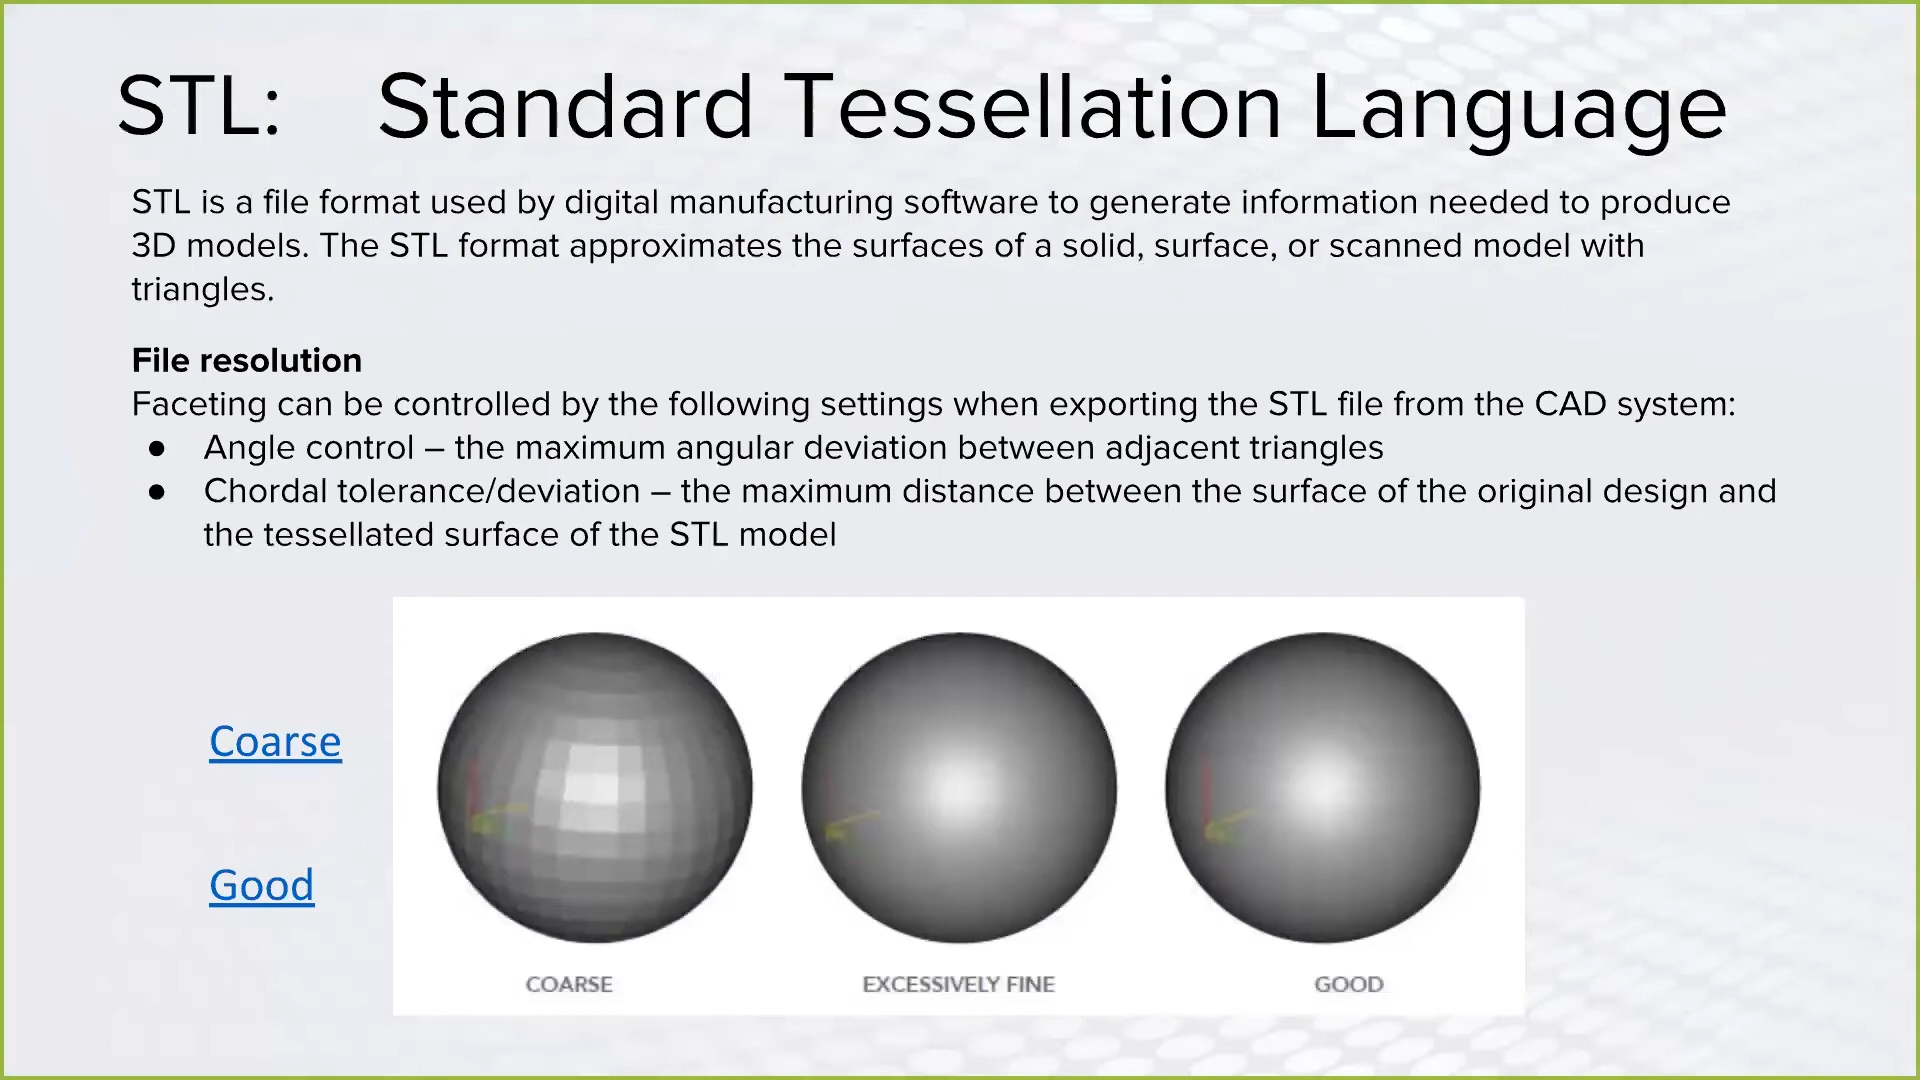 STL: Standard Tessellation Language
STL is a file format used by digital manufacturing software to generate information needed to produce
3D models. The STL format approximates the surfaces of a solid, surface, or scanned model with
triangles.
File resolution
Faceting can be controlled by the following settings when exporting the STL file from the CAD system:
● Angle control – the maximum angular deviation between adjacent triangles
● Chordal tolerance/deviation – the maximum distance between the surface of the original design and
the tessellated surface of the STL model
Coarse
Good
COARSE
EXCESSIVELY FINE
GOOD